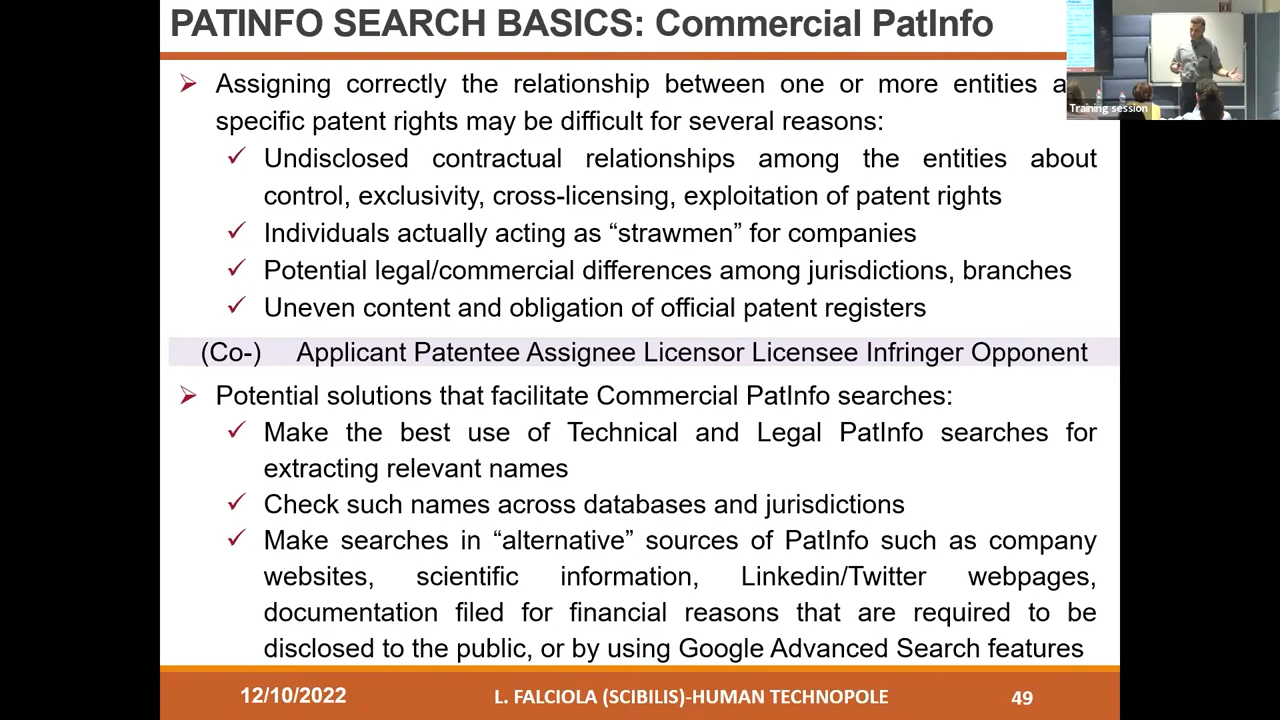 PATINFO SEARCH BASICS: Commercial PatInfo
Training session
➢ Assigning correctly the relationship between one or more entities
specific patent rights may be difficult for several reasons:
✓ Undisclosed contractual relationships among the entities about
control, exclusivity, cross-licensing, exploitation of patent rights
✓ Individuals actually acting as “strawmen” for companies
✓ Potential legal/commercial differences among jurisdictions, branches
✓ Uneven content and obligation of official patent registers
(Co-) Applicant Patentee Assignee Licensor Licensee Infringer Opponent
➢ Potential solutions that facilitate Commercial PatInfo searches:
✓ Make the best use of Technical and Legal PatInfo searches for
extracting relevant names
✓ Check such names across databases and jurisdictions
✓ Make searches in “alternative” sources of PatInfo such as company
websites, scientific information, Linkedin/Twitter webpages,
documentation filed for financial reasons that are required to be
disclosed to the public, or by using Google Advanced Search features
12/10/2022 L. FALCIOLA (SCIBILIS)-HUMAN TECHNOPOLE 49